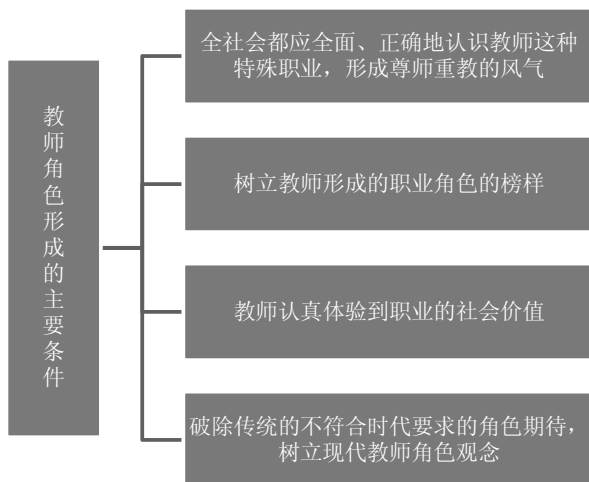 教师角色形成的主要条件
全社会都应全面、正确地认识教师这种
特殊职业，形成尊师重教的风气
树立教师形成的职业角色的榜样
教师认真体验到职业的社会价值
破除传统的不符合时代要求的角色期待，
树立现代教师角色观念